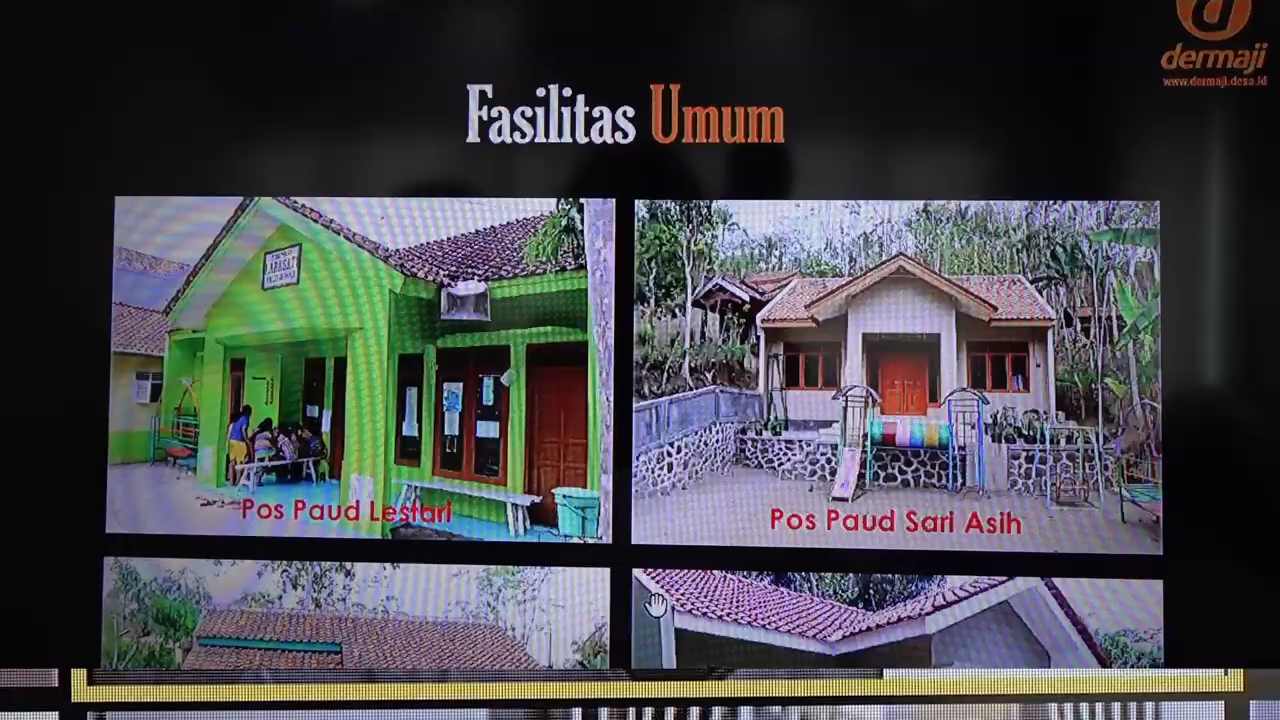 dermaji
www.dermaji.desa.id
Fasilitas Umum
Pos Paud Lestari
Pos Paud Sari Asih